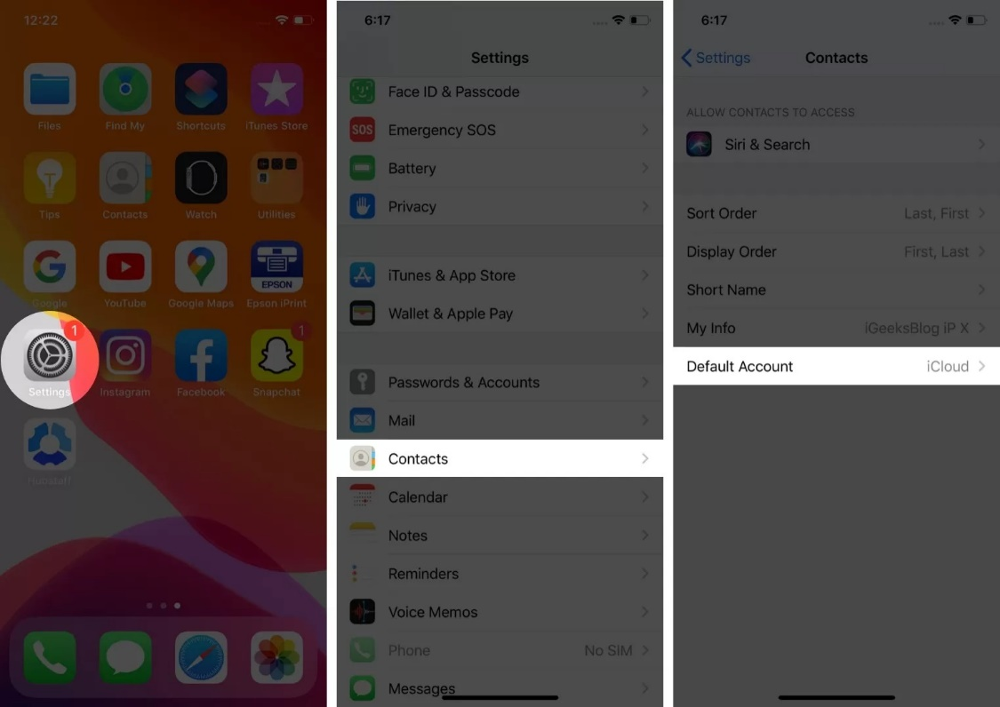 12:22
Files
Find My
Shortcuts
iTunes Store
Tips
Contacts
Watch
Utilities
Google
YouTube
Google Maps
EPSON
Epson iPrint
1
Settings
Instagram
Facebook
1
Snapchat
Hubstaff
6:17
Settings
Face ID & Passcode
SOS
Emergency SOS
Battery
Privacy
iTunes & App Store
Wallet & Apple Pay
Passwords & Accounts
Mail
Contacts
Calendar
Notes
Reminders
Voice Memos
Phone No SIM
Messages
6:17
Settings Contacts
ALLOW CONTACTS TO ACCESS
Siri & Search
Sort Order Last, First
Display Order First, Last
Short Name
My Info iGeeksBlog iP X
Default Account iCloud